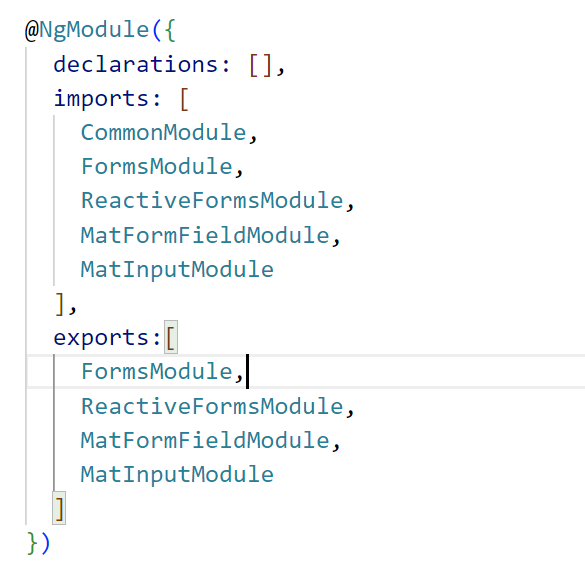 @NgModule({
declarations: [],
imports: [
CommonModule,
FormsModule,
ReactiveFormsModule,
MatFormFieldModule,
MatInputModule
],
exports:[
FormsModule,
ReactiveFormsModule,
MatFormFieldModule,
MatInputModule
]
})